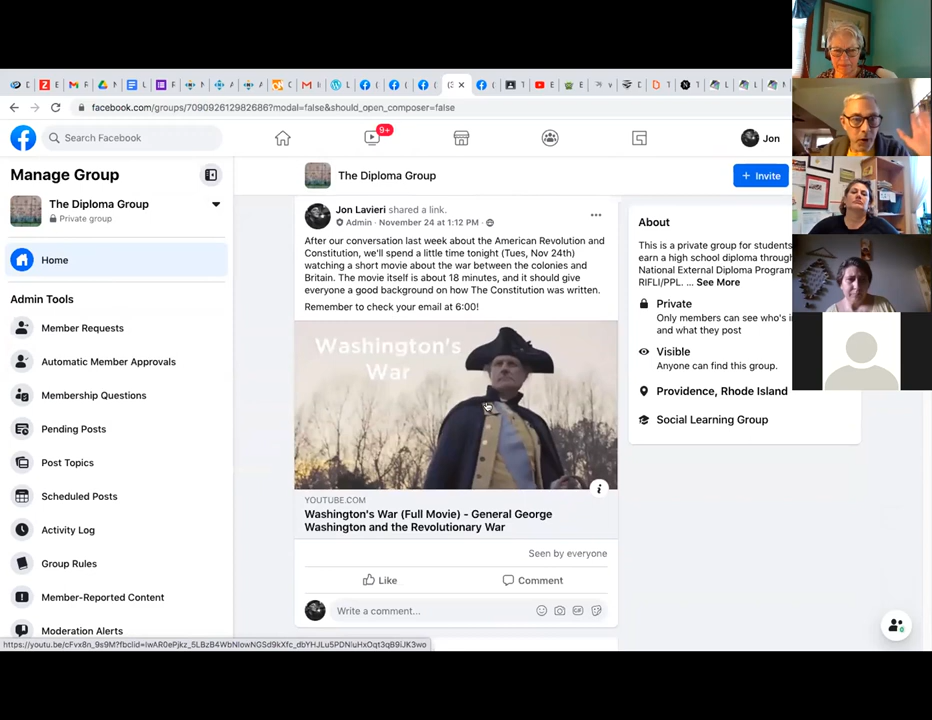 facebook.com/groups/709092612982686?modal=false&should_open_composer=false
Search Facebook
9+
Jon
Manage Group
The Diploma Group
Private group
Home
Admin Tools
Member Requests
Automatic Member Approvals
Membership Questions
Pending Posts
Post Topics
Scheduled Posts
Activity Log
Group Rules
Member-Reported Content
Moderation Alerts
The Diploma Group
+ Invite
Jon Lavieri shared a link.
Admin · November 24 at 1:12 PM ·
After our conversation last week about the American Revolution and
Constitution, we'll spend a little time tonight (Tues, Nov 24th)
watching a short movie about the war between the colonies and
Britain. The movie itself is about 18 minutes, and it should give
everyone a good background on how The Constitution was written.
Remember to check your email at 6:00!
Washington's
War
YOUTUBE.COM
Washington's War (Full Movie) - General George
Washington and the Revolutionary War
Seen by everyone
Like
Comment
Write a comment...
GIF
About
This is a private group for students
earn a high school diploma through
National External Diploma Program
RIFLI/PPL. ... See More
Private
Only members can see who's in
and what they post
Visible
Anyone can find this group.
Providence, Rhode Island
Social Learning Group